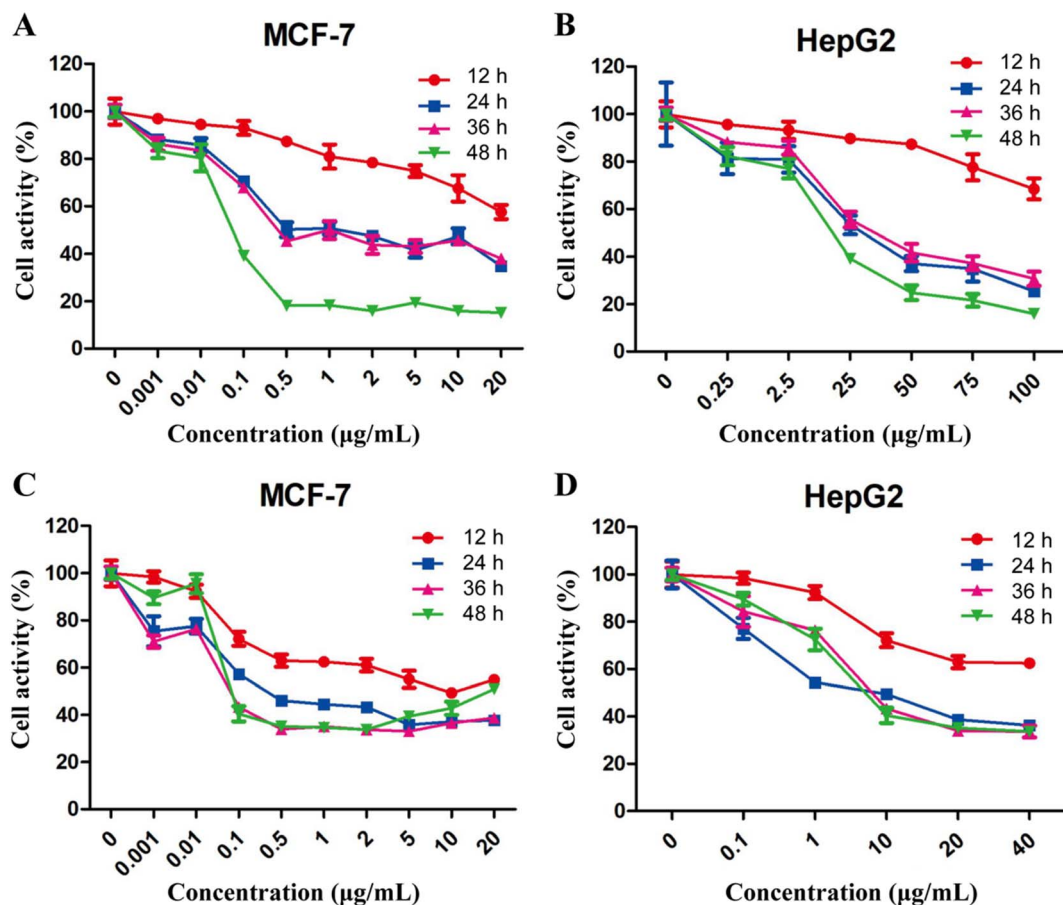 A
MCF-7
Cell activity (%)
120
100
80
60
40
20
0
12 h
24 h
36 h
48 h
0
0.001
0.01
0.1
0.5
1
2
5
10
20
Concentration (μg/mL)
B
HepG2
Cell activity (%)
120
100
80
60
40
20
0
12 h
24 h
36 h
48 h
0
0.25
2.5
25
50
75
100
Concentration (μg/mL)
C
MCF-7
Cell activity (%)
120
100
80
60
40
20
0
12 h
24 h
36 h
48 h
0
0.001
0.01
0.1
0.5
1
2
5
10
20
Concentration (μg/mL)
D
HepG2
Cell activity (%)
120
100
80
60
40
20
0
12 h
24 h
36 h
48 h
0
0.1
1
10
20
40
Concentration (μg/mL)